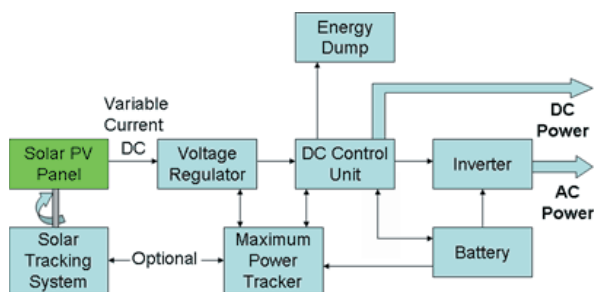 Energy
Dump
Variable
Current
DC
DC
Power
Solar PV
Panel
Voltage
Regulator
DC Control
Unit
Inverter
AC
Power
Solar
Tracking
System
Optional
Maximum
Power
Tracker
Battery